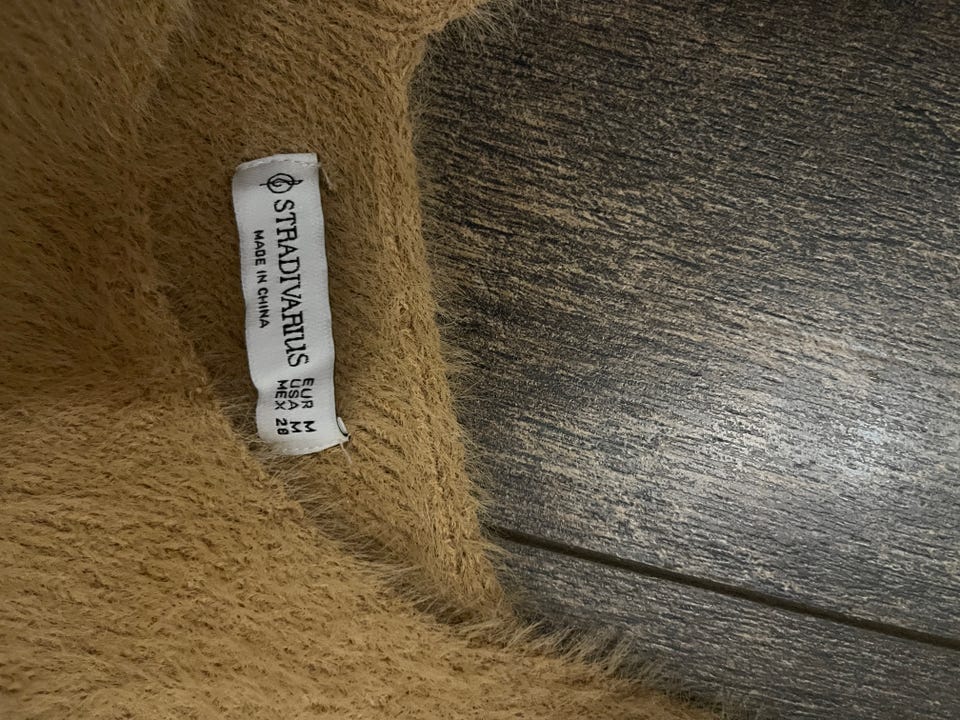 STRADIVARIUS
MADE IN CHINA
EUR M
USA M
MEX 28